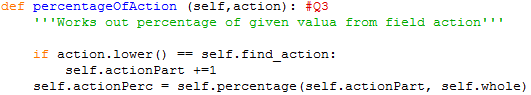 def percentageOfAction (self,action): #Q3
'''Works out percentage of given valua from field action'''
if action.lower() == self.find_action:
self.actionPart +=1
self.actionPerc = self.percentage(self.actionPart, self.whole)